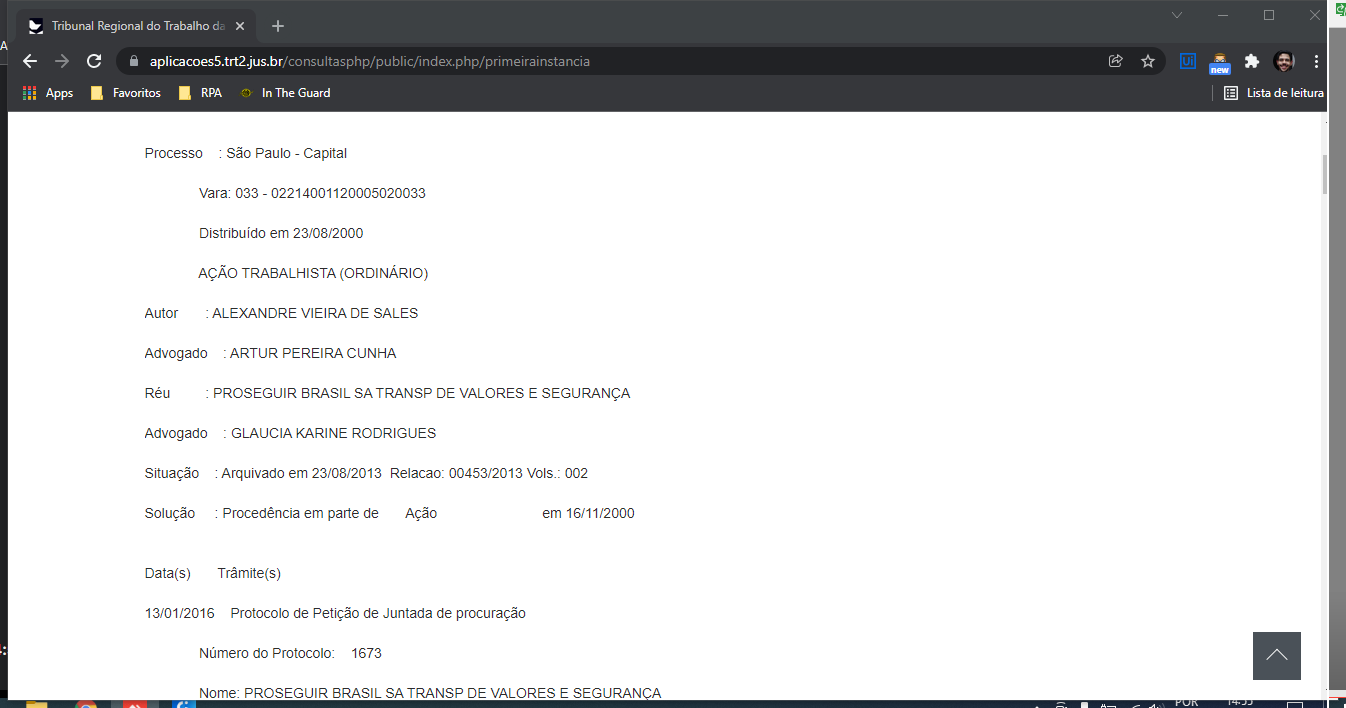 Tribunal Regional do Trabalho da
aplicacoes5.trt2.jus.br/consultasphp/public/index.php/primeirainstancia
new
Apps Favoritos RPA In The Guard Lista de leitura
Processo : São Paulo - Capital
Vara: 033 - 02214001120005020033
Distribuído em 23/08/2000
AÇÃO TRABALHISTA (ORDINÁRIO)
Autor : ALEXANDRE VIEIRA DE SALES
Advogado : ARTUR PEREIRA CUNHA
Réu : PROSEGUIR BRASIL SA TRANSP DE VALORES E SEGURANÇA
Advogado : GLAUCIA KARINE RODRIGUES
Situação : Arquivado em 23/08/2013 Relacao: 00453/2013 Vols.: 002
Solução : Procedência em parte de Ação em 16/11/2000
Data(s) Trâmite(s)
13/01/2016 Protocolo de Petição de Juntada de procuração
Número do Protocolo: 1673
Nome: PROSEGUIR BRASIL SA TRANSP DE VALORES E SEGURANÇA
POR